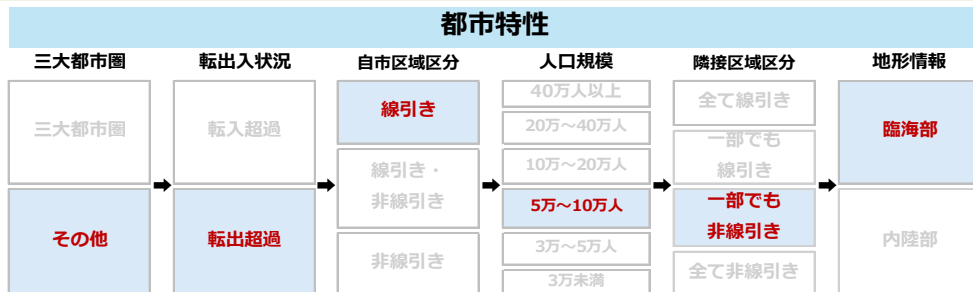 都市特性
三大都市圏
転出入状況
自市区域区分
人口規模
隣接区域区分
地形情報
三大都市圏
その他
転入超過
転出超過
線引き
線引き・
非線引き
非線引き
40万人以上
20万～40万人
10万～20万人
5万～10万人
3万～5万人
3万未満
全て線引き
一部でも
線引き
一部でも
非線引き
全て非線引き
臨海部
内陸部